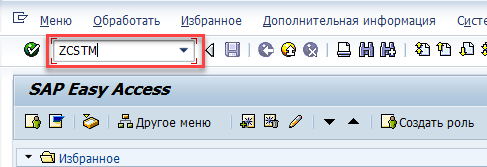 Меню Обработать Избранное Дополнительная информация Систе
ZCSTM
SAP Easy Access
Другое меню Создать роль
Избранное